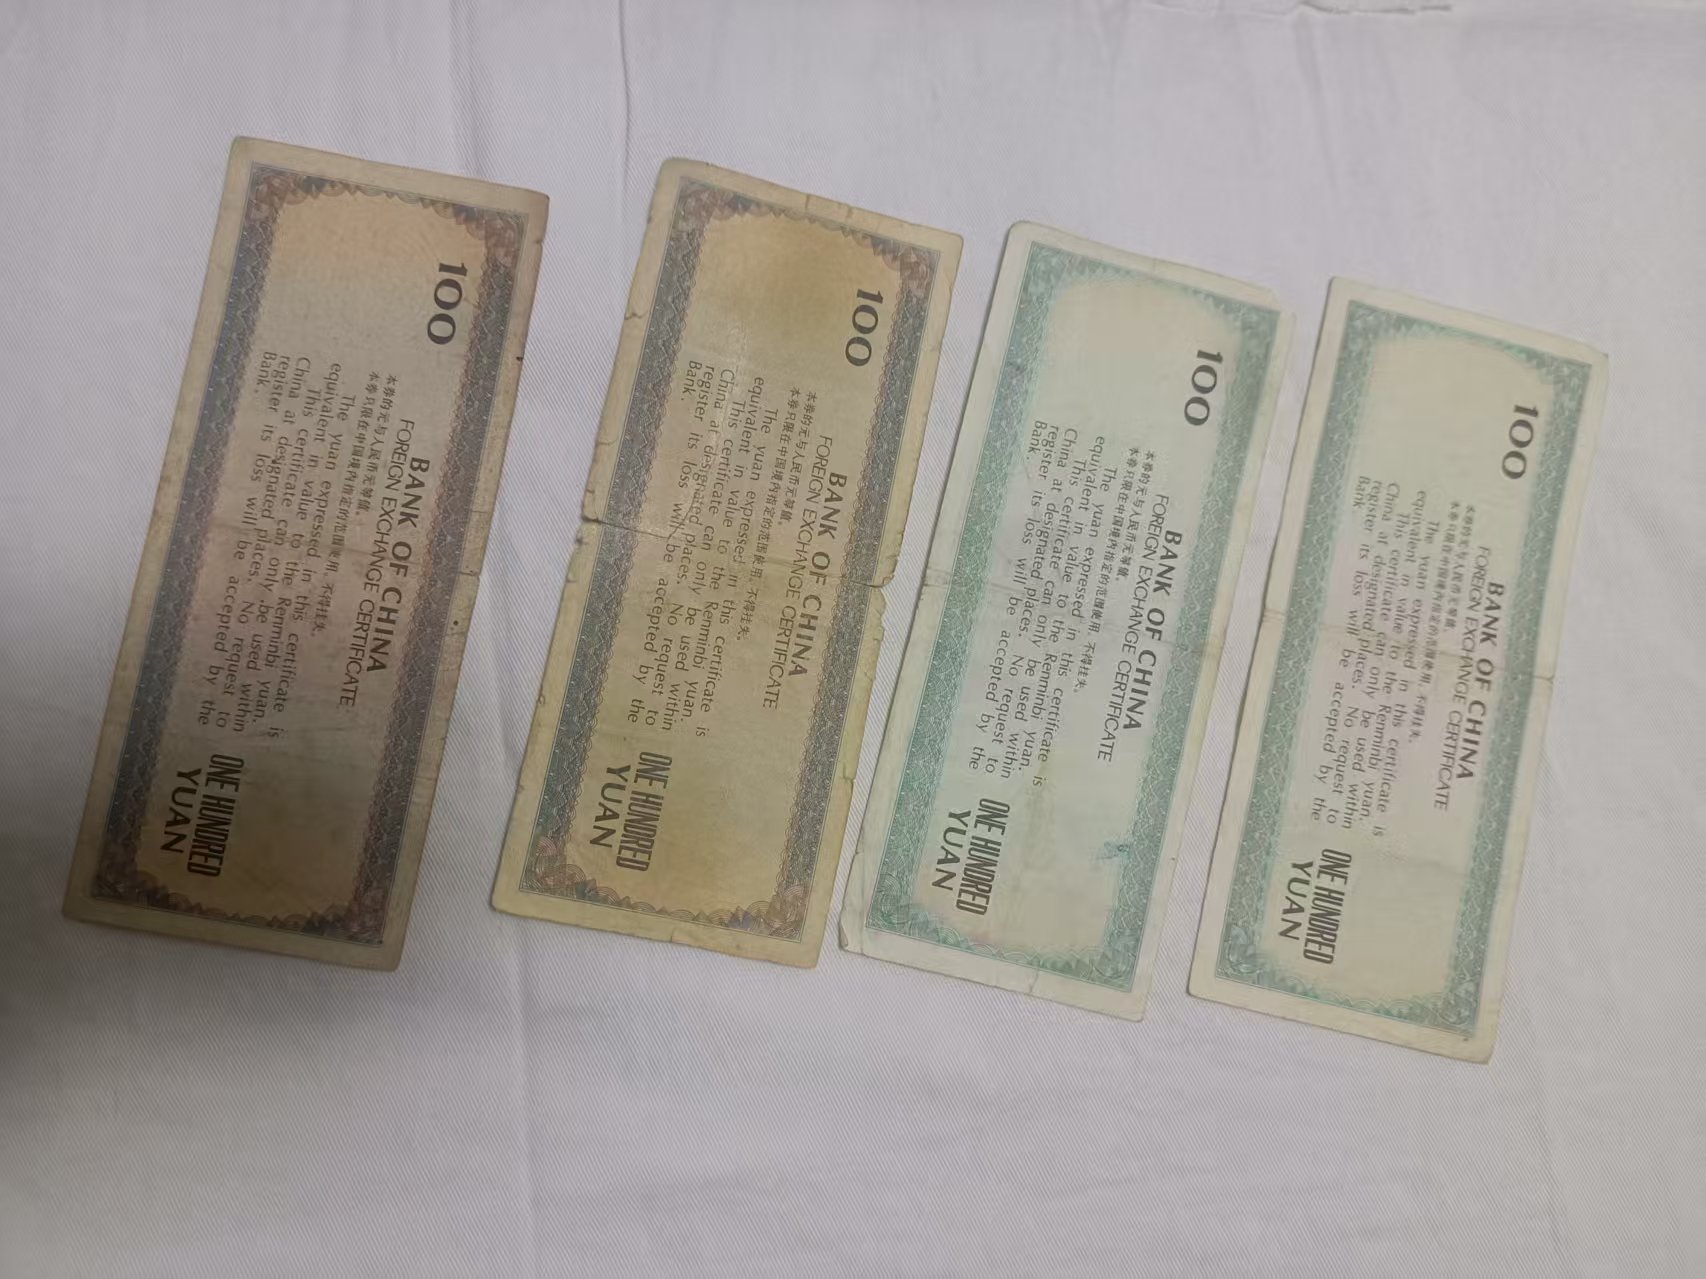 100
BANK OF CHINA
FOREIGN EXCHANGE CERTIFICATE
本券的元与人民币元等值。
本券只限在中国境内指定的范围使用,不得挂失。
The yuan expressed in this certificate is
equivalent in value to the Renminbi yuan.
This certificate can only be used within
China at designated places. No request to
register its loss will be accepted by the
Bank.
ONE HUNDRED
YUAN
100
BANK OF CHINA
FOREIGN EXCHANGE CERTIFICATE
本券的元与人民币元等值。
本券只限在中国境内指定的范围使用,不得挂失。
The yuan expressed in this certificate is
equivalent in value to the Renminbi yuan.
This certificate can only be used within
China at designated places. No request to
register its loss will be accepted by the
Bank.
ONE HUNDRED
YUAN
100
BANK OF CHINA
FOREIGN EXCHANGE CERTIFICATE
本券的元与人民币元等值。
本券只限在中国境内指定的范围使用,不得挂失。
The yuan expressed in this certificate is
equivalent in value to the Renminbi yuan.
This certificate can only be used within
China at designated places. No request to
register its loss will be accepted by the
Bank.
ONE HUNDRED
YUAN
100
BANK OF CHINA
FOREIGN EXCHANGE CERTIFICATE
本券的元与人民币元等值。
本券只限在中国境内指定的范围使用,不得挂失。
The yuan expressed in this certificate is
equivalent in value to the Renminbi yuan.
This certificate can only be used within
China at designated places. No request to
register its loss will be accepted by the
Bank.
ONE HUNDRED
YUAN